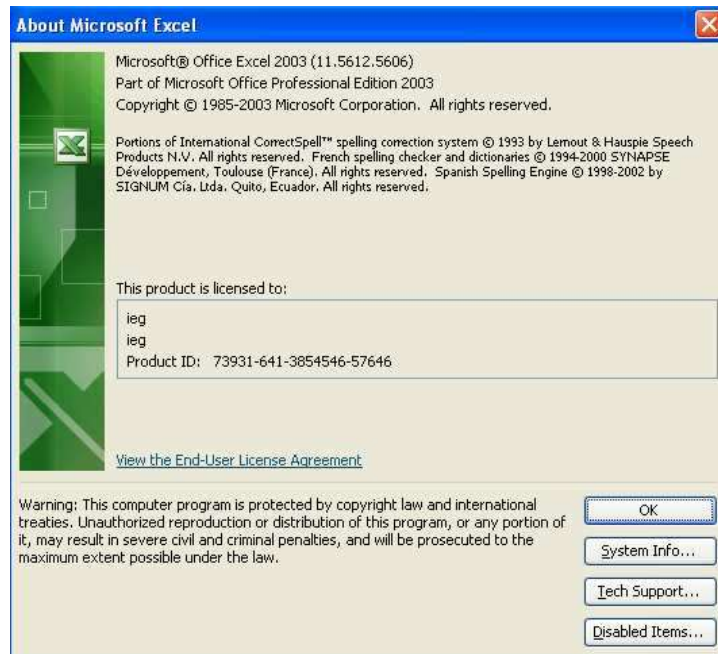 About Microsoft Excel
Microsoft® Office Excel 2003 (11.5612.5606)
Part of Microsoft Office Professional Edition 2003
Copyright © 1985-2003 Microsoft Corporation. All rights reserved.
Portions of International CorrectSpell™ spelling correction system © 1993 by Lernout & Hauspie Speech
Products N.V. All rights reserved. French spelling checker and dictionaries © 1994-2000 SYNAPSE
Développement, Toulouse (France). All rights reserved. Spanish Spelling Engine © 1998-2002 by
SIGNUM Cía. Ltda. Quito, Ecuador. All rights reserved.
This product is licensed to:
ieg
ieg
Product ID: 73931-641-3854546-57646
View the End-User License Agreement
Warning: This computer program is protected by copyright law and international
treaties. Unauthorized reproduction or distribution of this program, or any portion of
it, may result in severe civil and criminal penalties, and will be prosecuted to the
maximum extent possible under the law.
OK
System Info...
Tech Support...
Disabled Items...